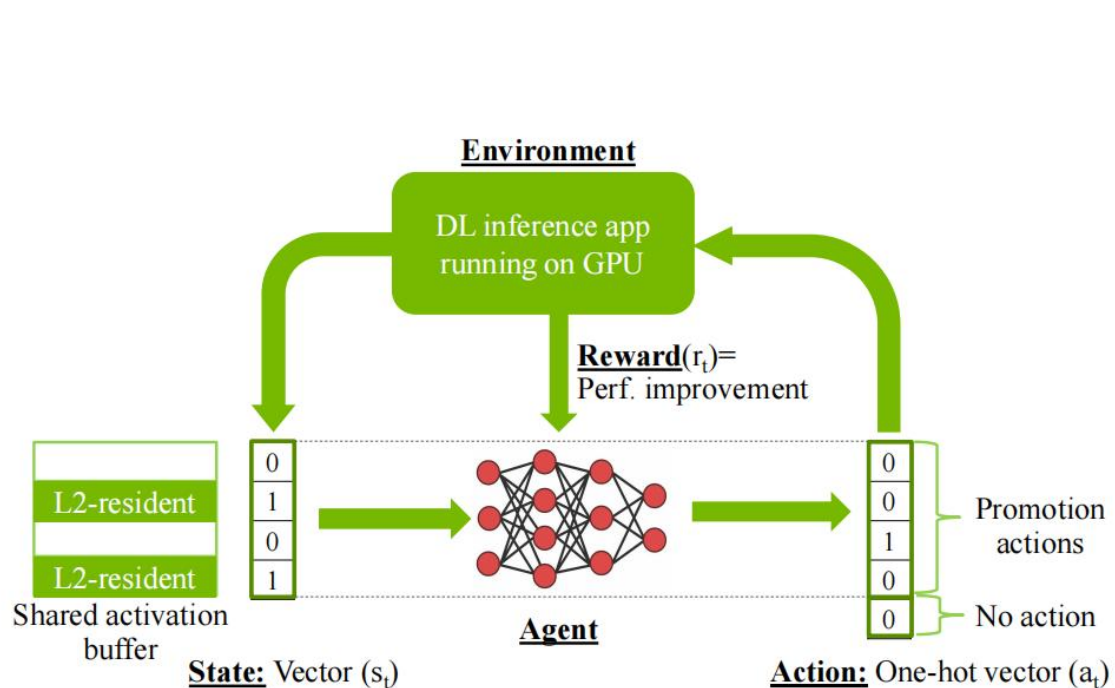 Environment
DL inference app
running on GPU
Reward(rt)=
Perf. improvement
L2-resident
L2-resident
Shared activation
buffer
0
1
0
1
State: Vector (st)
Agent
0
0
1
0
0
Promotion
actions
No action
Action: One-hot vector (at)